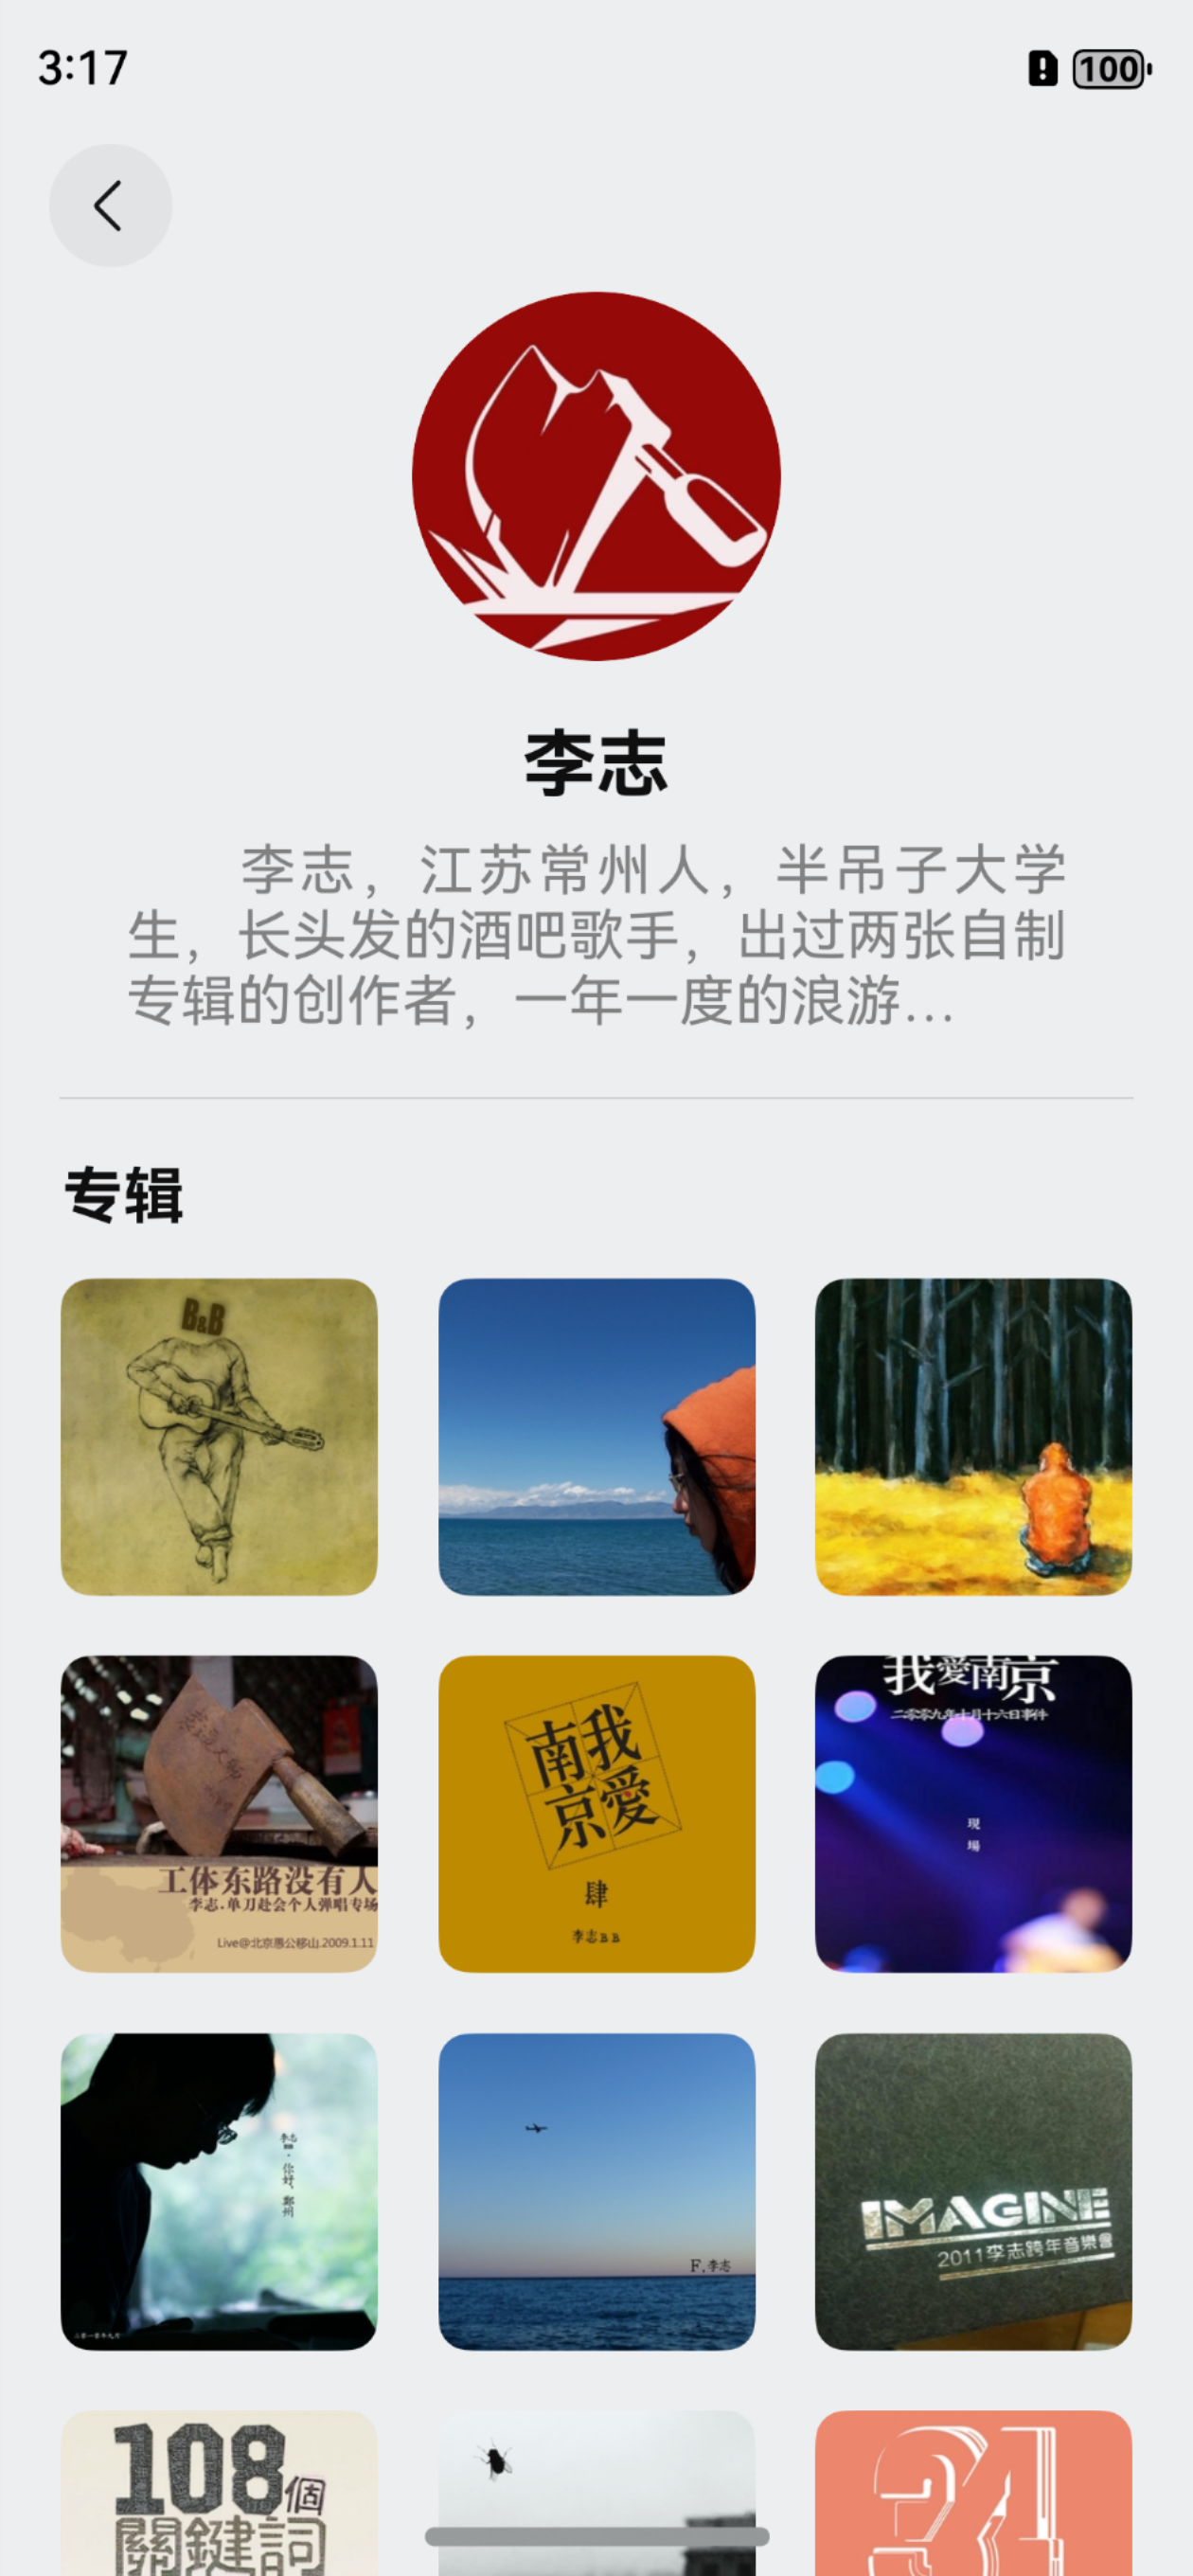 3:17
100
李志
李志，江苏常州人，半吊子大学
生，长头发的酒吧歌手，出过两张自制
专辑的创作者，一年一度的浪游...
专辑
B&B
工体东路没有人
李志.单刀赴会个人弹唱专场
Live@北京愚公移山.2009.1.11
我愛
南京
肆
李志B.B
我愛南京
二零零九年十月十六日事件
現場
李志
你好，鄭州
F,李志
IMAGINE
2011李志跨年音樂會
108個
關鍵詞